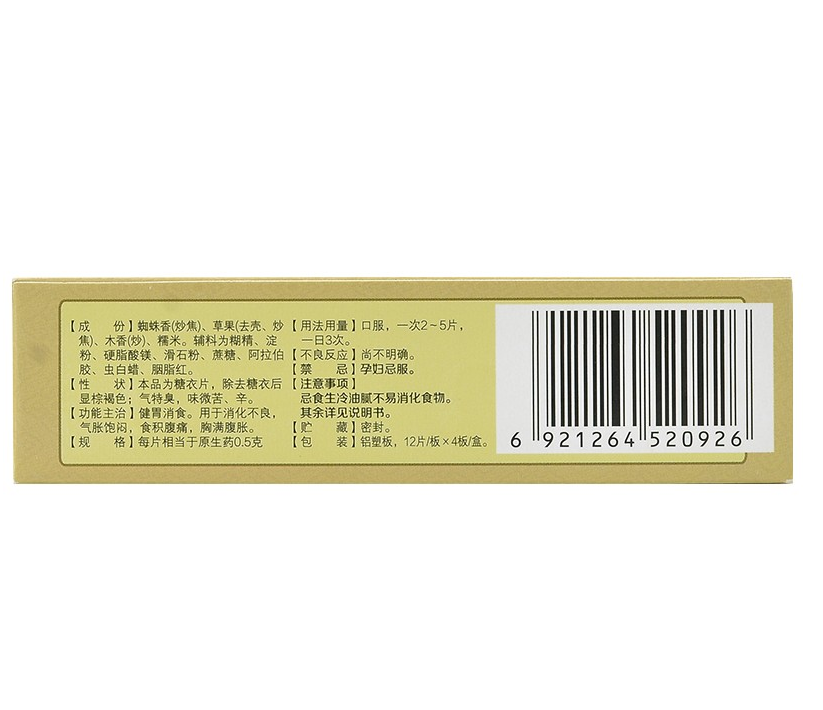 【成　　份】蜘蛛香(炒焦)、草果(去壳、炒
焦)、木香(炒)、糯米。辅料为糊精、淀
粉、硬脂酸镁、滑石粉、蔗糖、阿拉伯
胶、虫白蜡、胭脂红。
【性　　状】本品为糖衣片，除去糖衣后
显棕褐色；气特臭，味微苦、辛。
【功能主治】健胃消食。用于消化不良，
气胀饱闷，食积腹痛，胸满腹胀。
【规　　格】每片相当于原生药0.5克
【用法用量】口服，一次2～5片，
一日3次。
【不良反应】尚不明确。
【禁　　忌】孕妇忌服。
【注意事项】
忌食生冷油腻不易消化食物。
其余详见说明书。
【贮　　藏】密封。
【包　　装】铝塑板，12片/板×4板/盒。
6 921264 520926